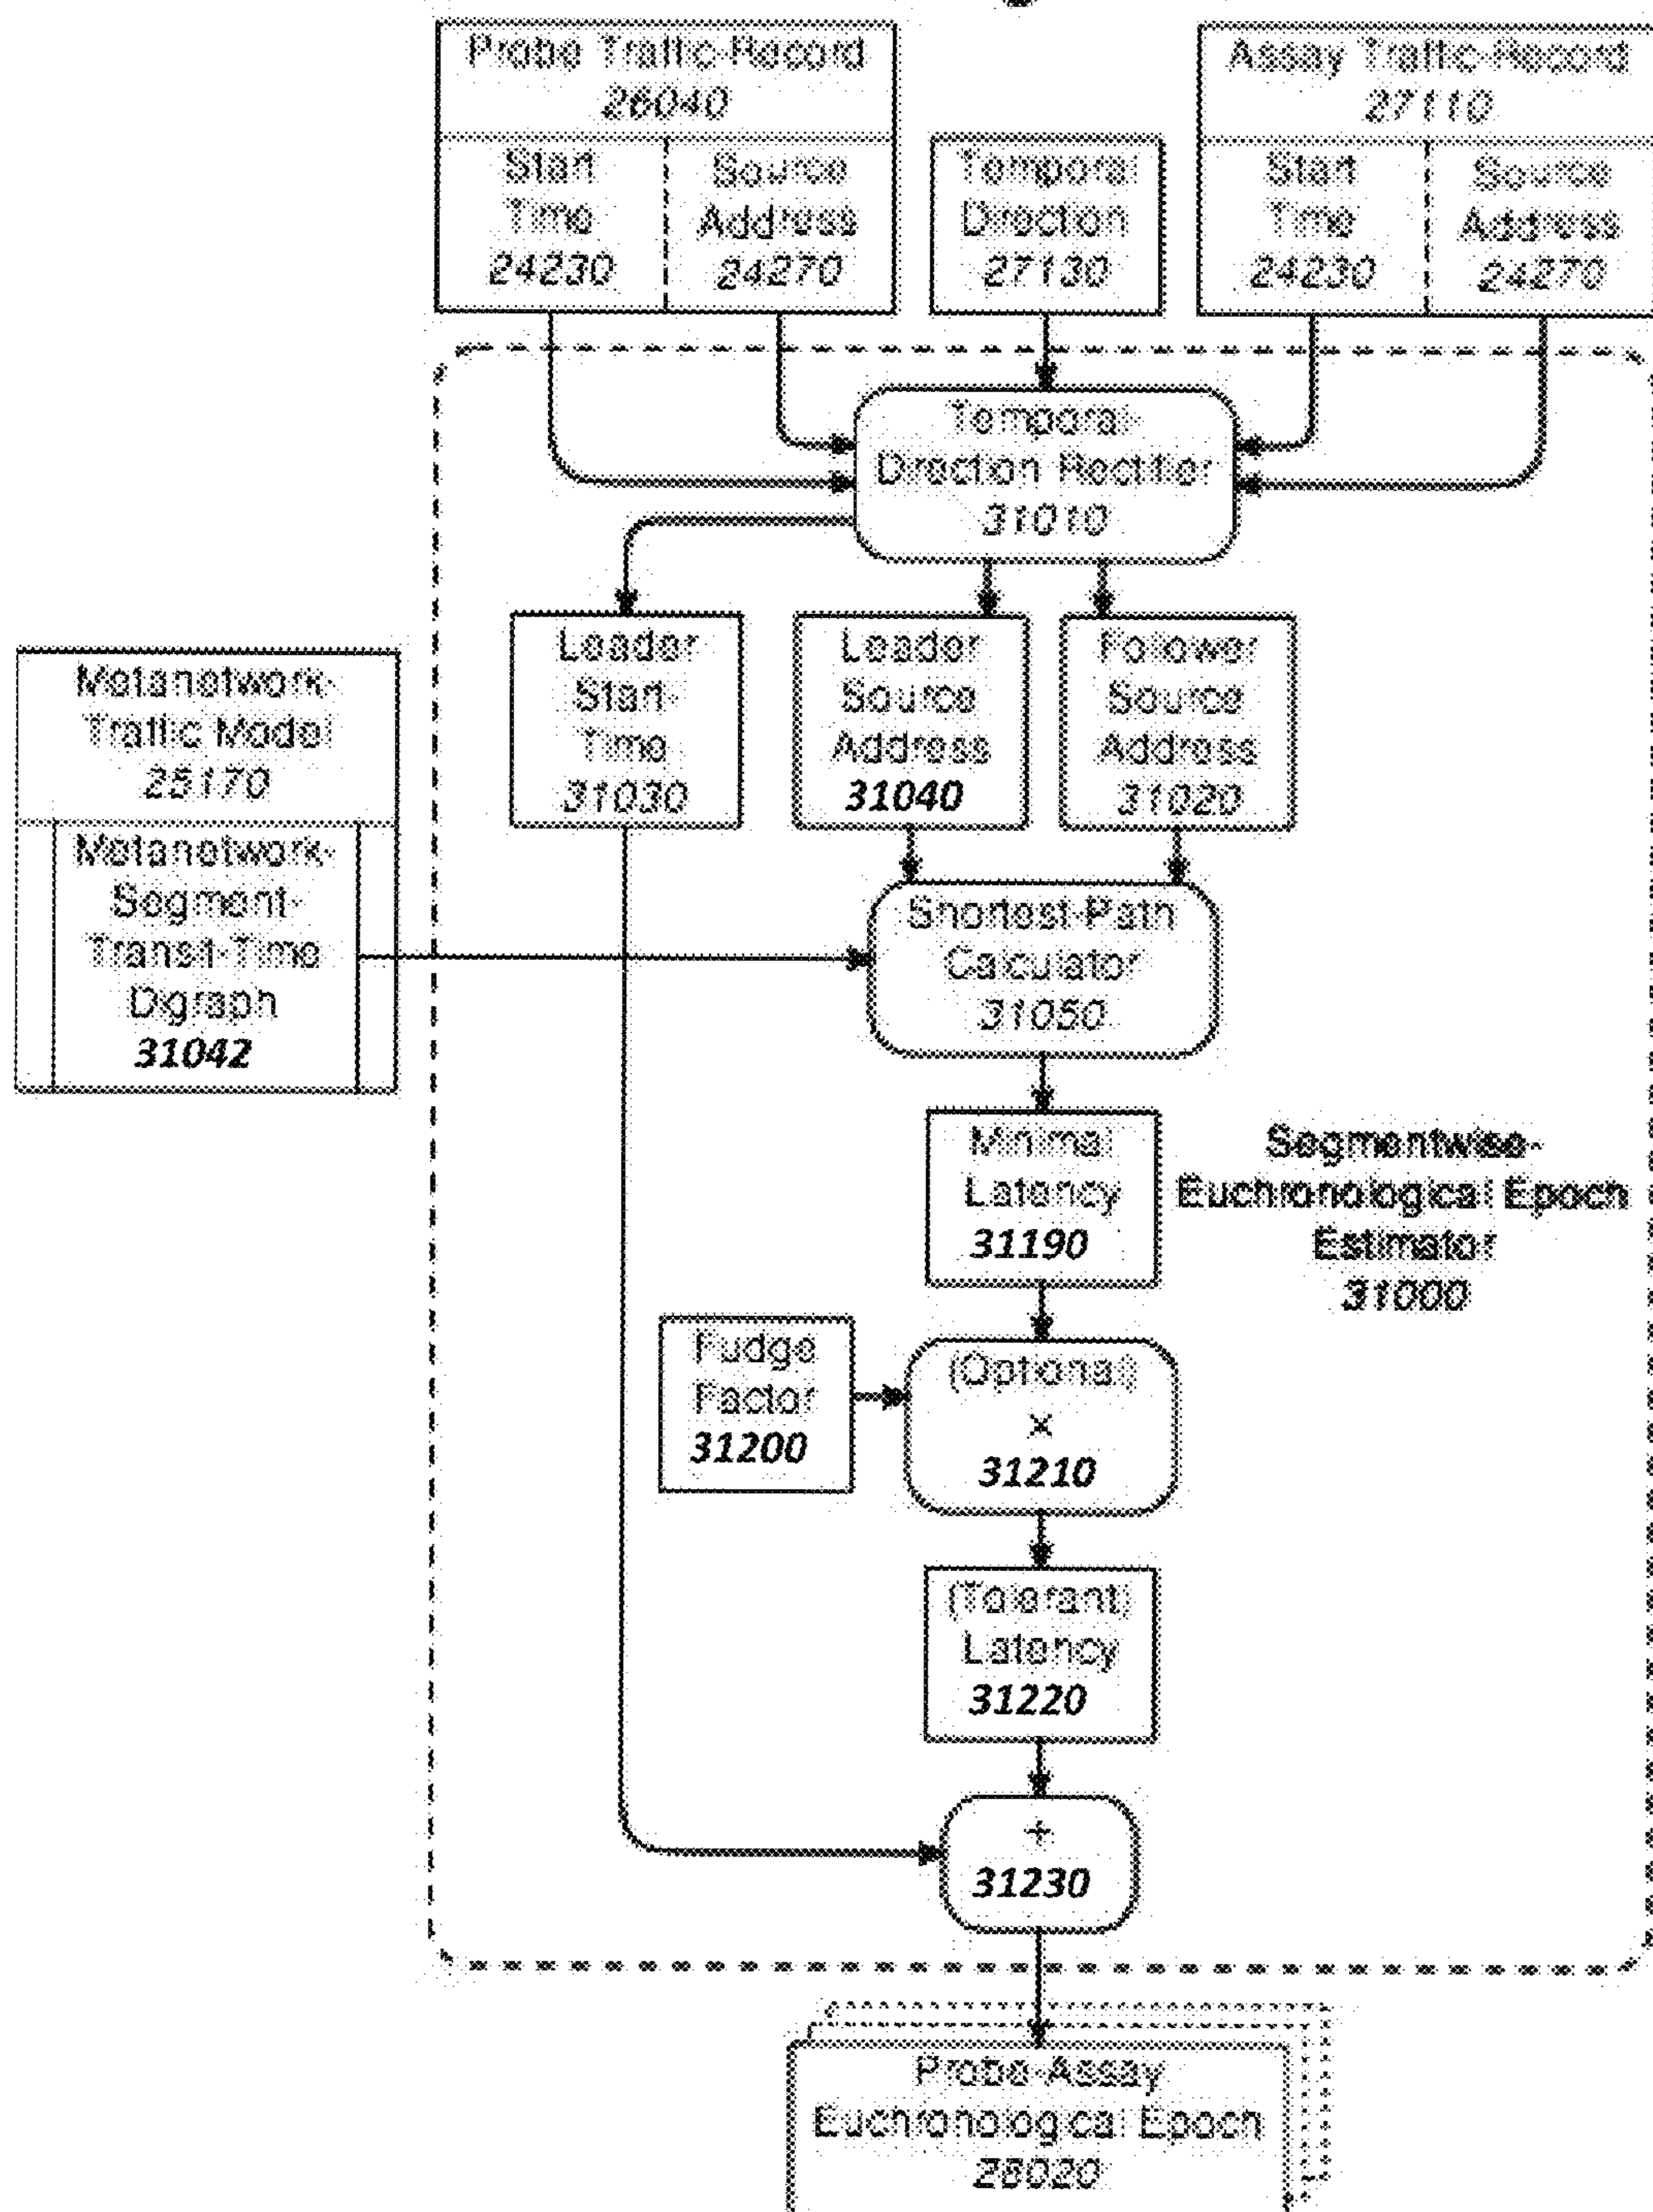 Probe Traffic-Record
26040
Start
Time
24230
Source
Address
24270
Temporal
Direction
27130
Assay Traffic-Record
27110
Start
Time
24230
Source
Address
24270
Temporal-
Direction Rectifier
31010
Leader
Start-
Time
31030
Leader
Source
Address
31040
Follower
Source
Address
31020
Metanetwork-
Traffic Model
25170
Metanetwork-
Segment-
Transit-Time
Digraph
31042
Shortest-Path
Calculator
31050
Minimal
Latency
31190
Segmentwise-
Euchronological Epoch
Estimator
31000
Fudge
Factor
31200
(Optional)
×
31210
(Tolerant)
Latency
31220
+
31230
Probe-Assay
Euchronological Epoch
28020